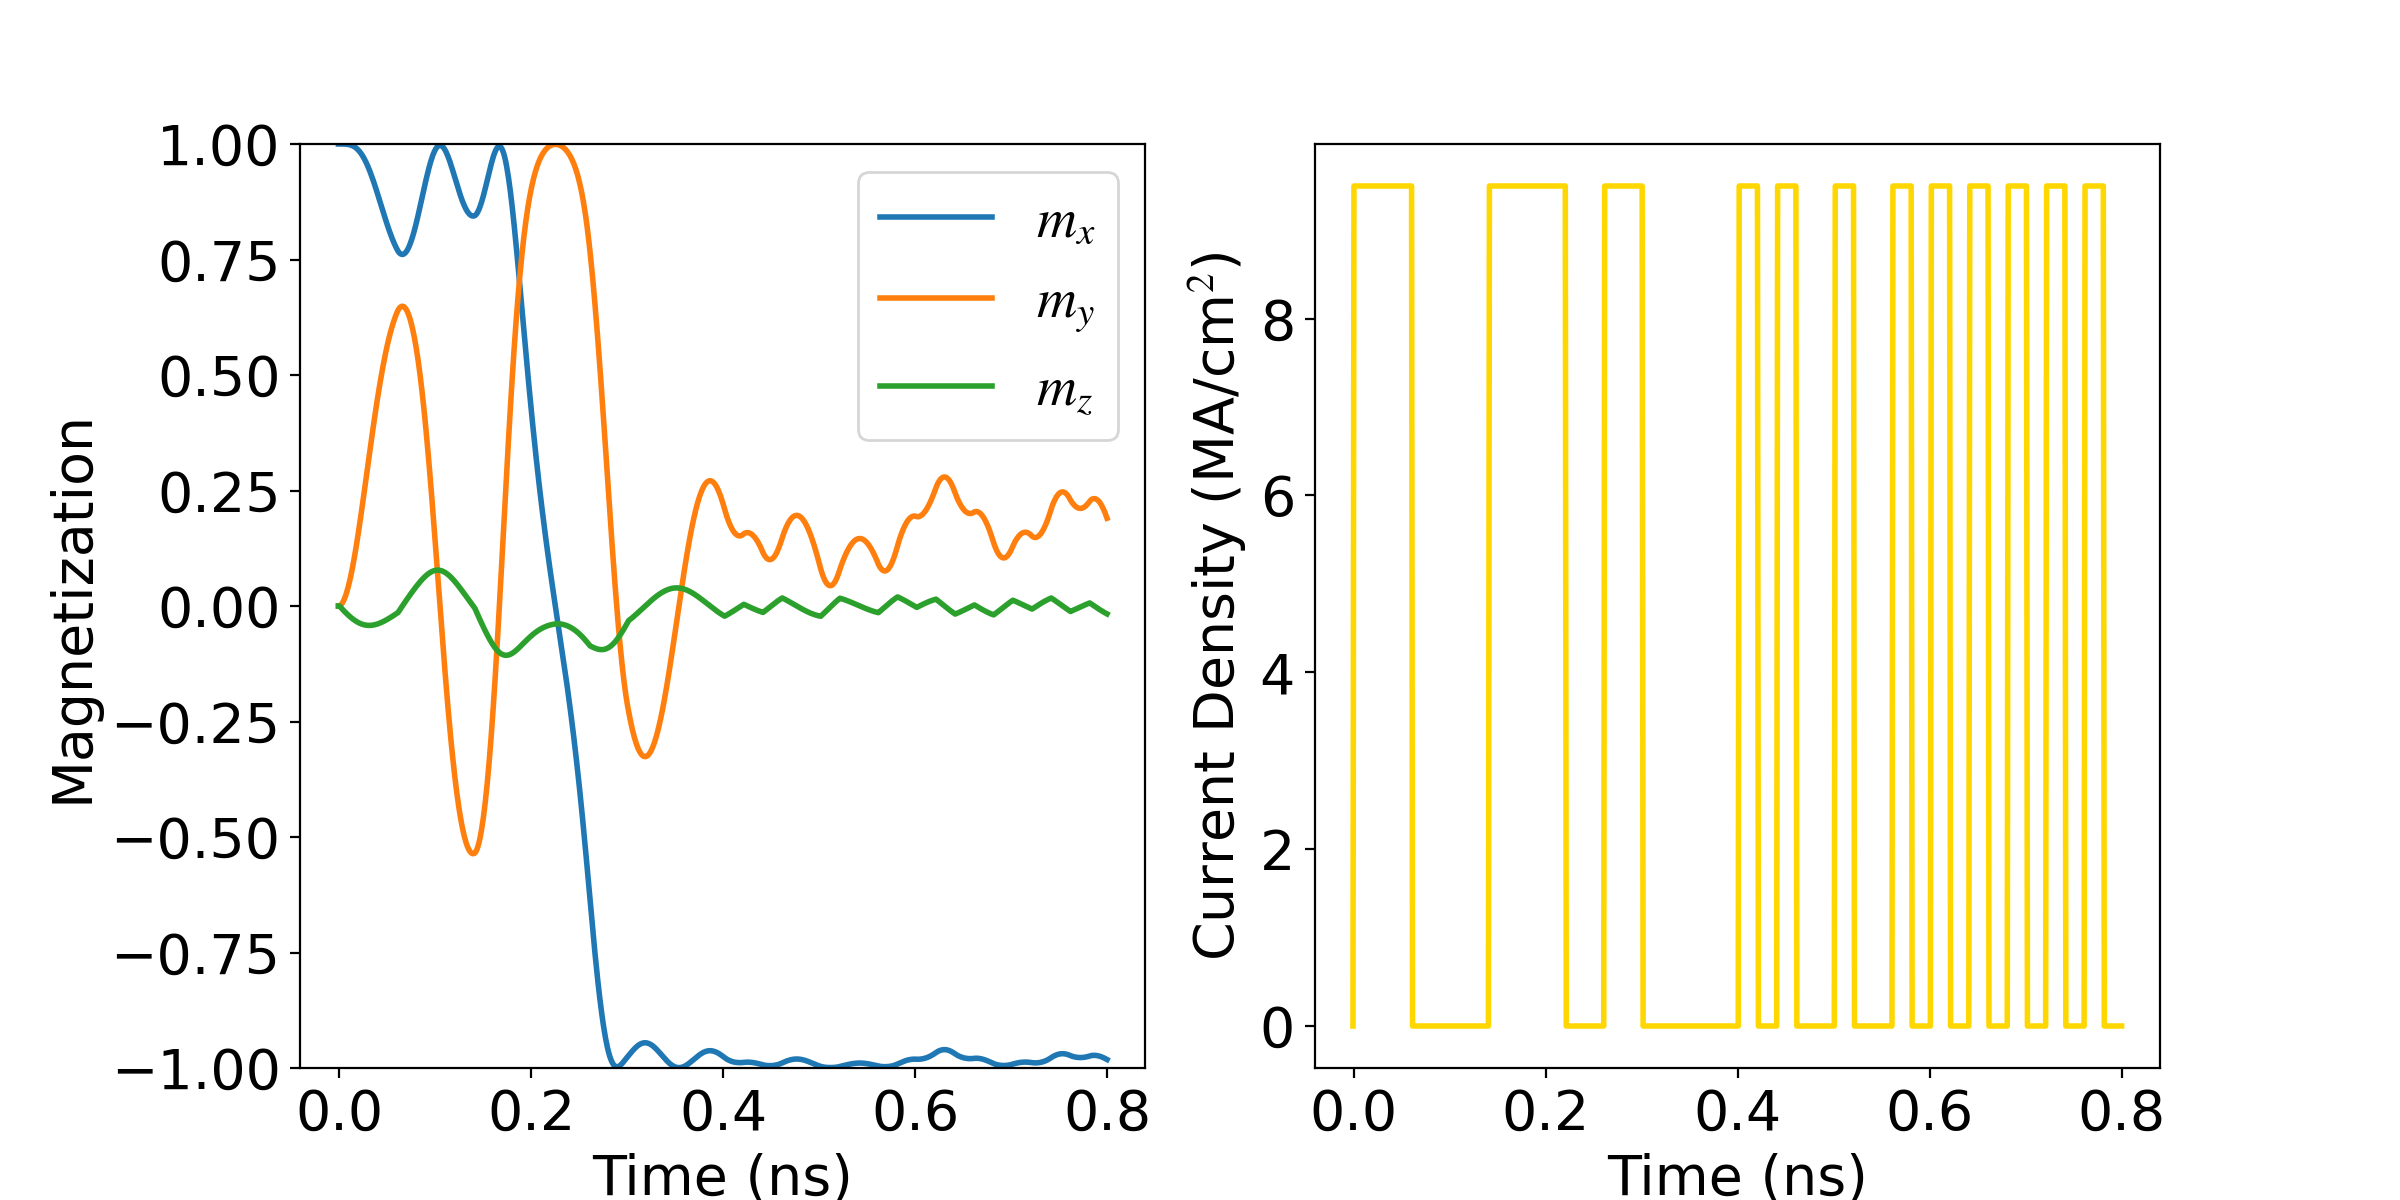 Magnetization
1.00
0.75
0.50
0.25
0.00
−0.25
−0.50
−0.75
−1.00
0.0 0.2 0.4 0.6 0.8
Time (ns)
m_x
m_y
m_z
Current Density (MA/cm²)
8
6
4
2
0
0.0 0.2 0.4 0.6 0.8
Time (ns)